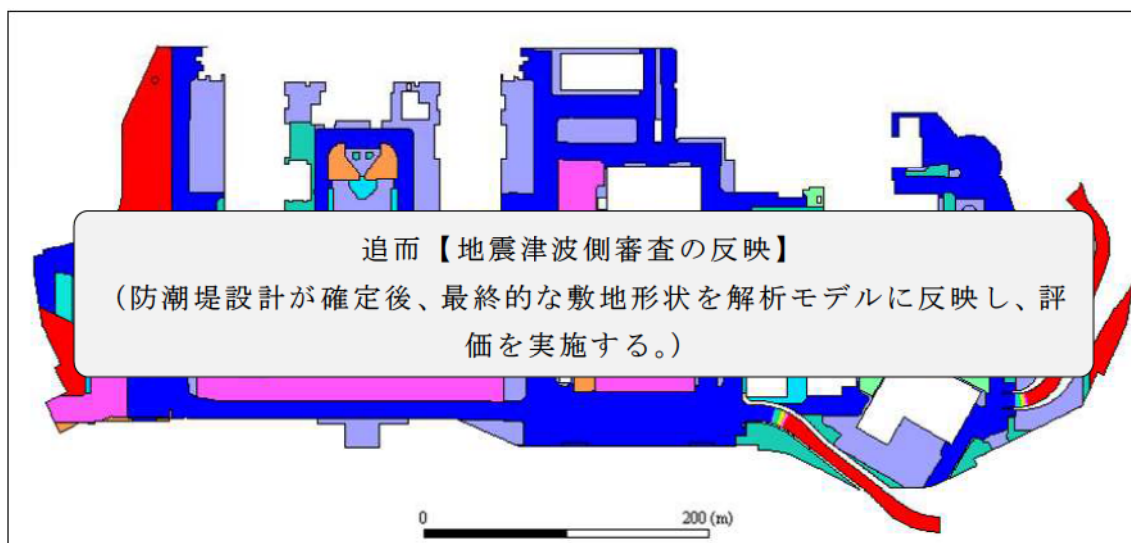 追而【地震津波側審査の反映】
（防潮堤設計が確定後、最終的な敷地形状を解析モデルに反映し、評
価を実施する。）
0 200 (m)